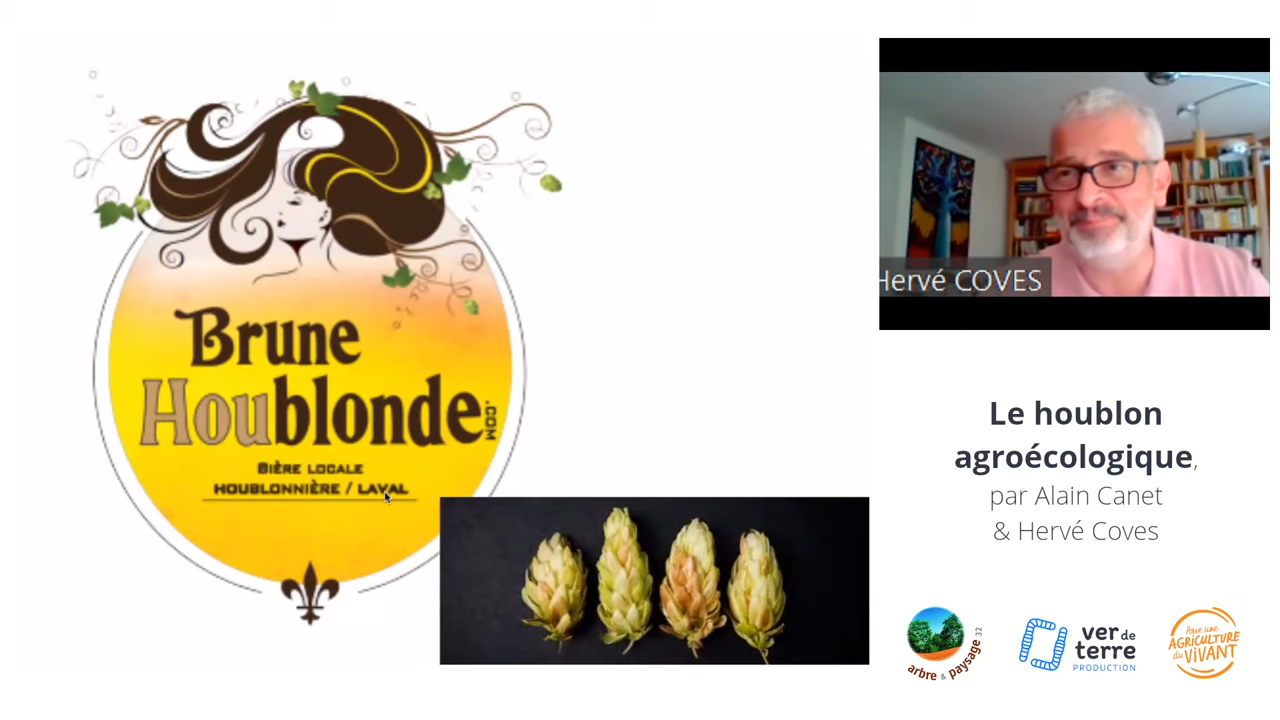 Brune
Houblonde
.COM
BIÈRE LOCALE
HOUBLONNIÈRE / LAVAL
Hervé COVES
Le houblon
agroécologique,
par Alain Canet
& Hervé Coves
arbre & paysage 32
ver de
terre
PRODUCTION
Pour une
AGRICULTURE
du VIVANT